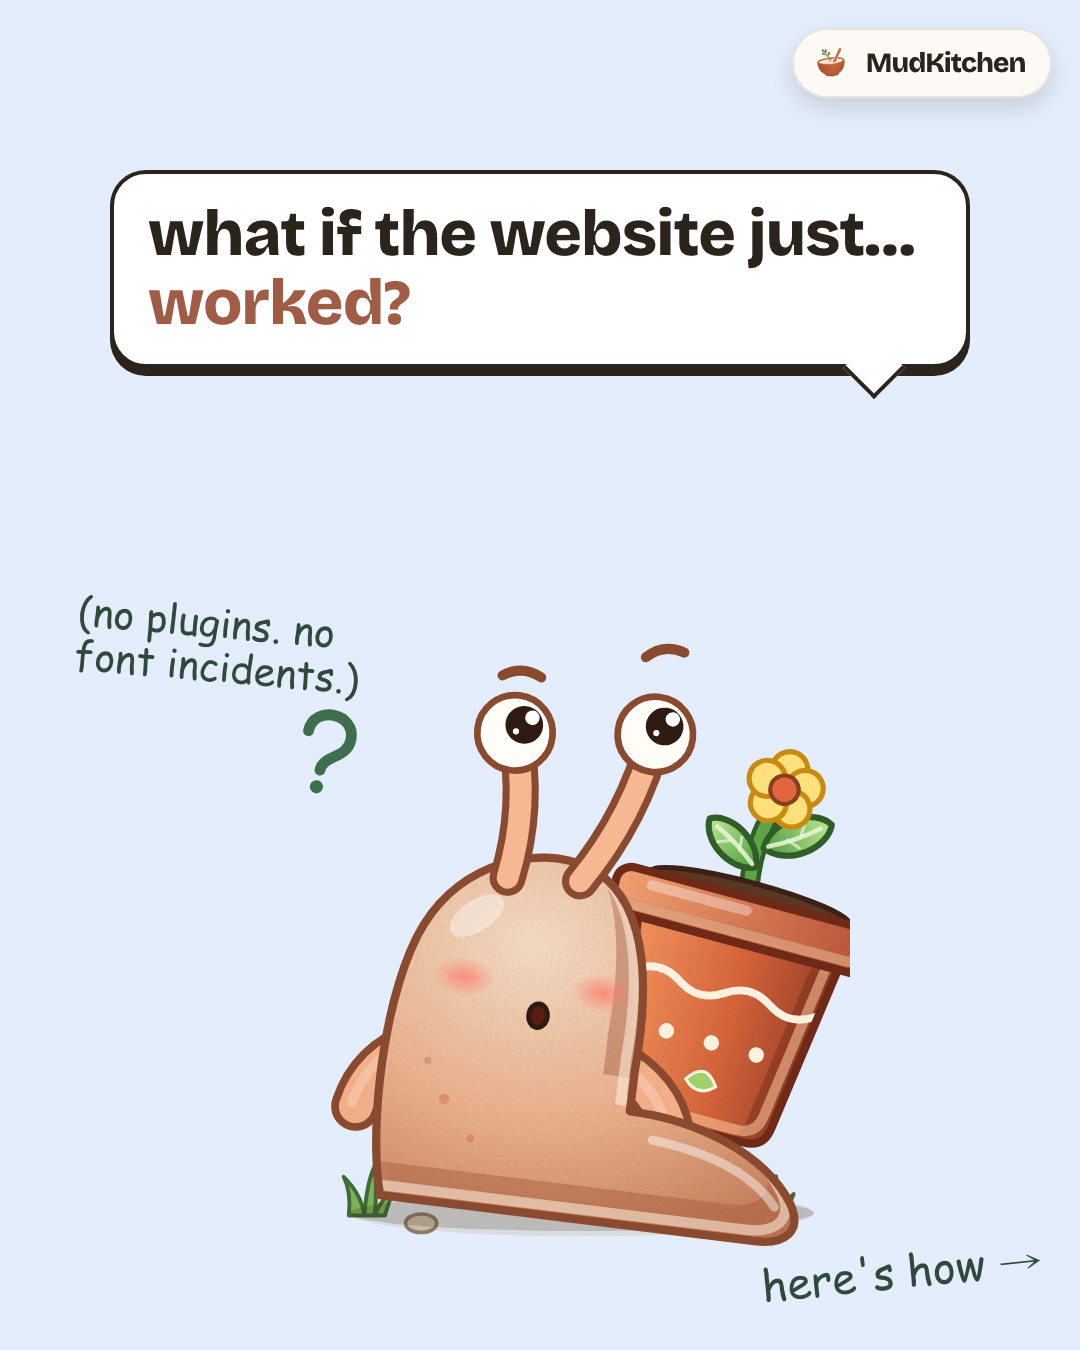 MudKitchen
what if the website just...
worked?
(no plugins. no
font incidents.)
?
here's how →